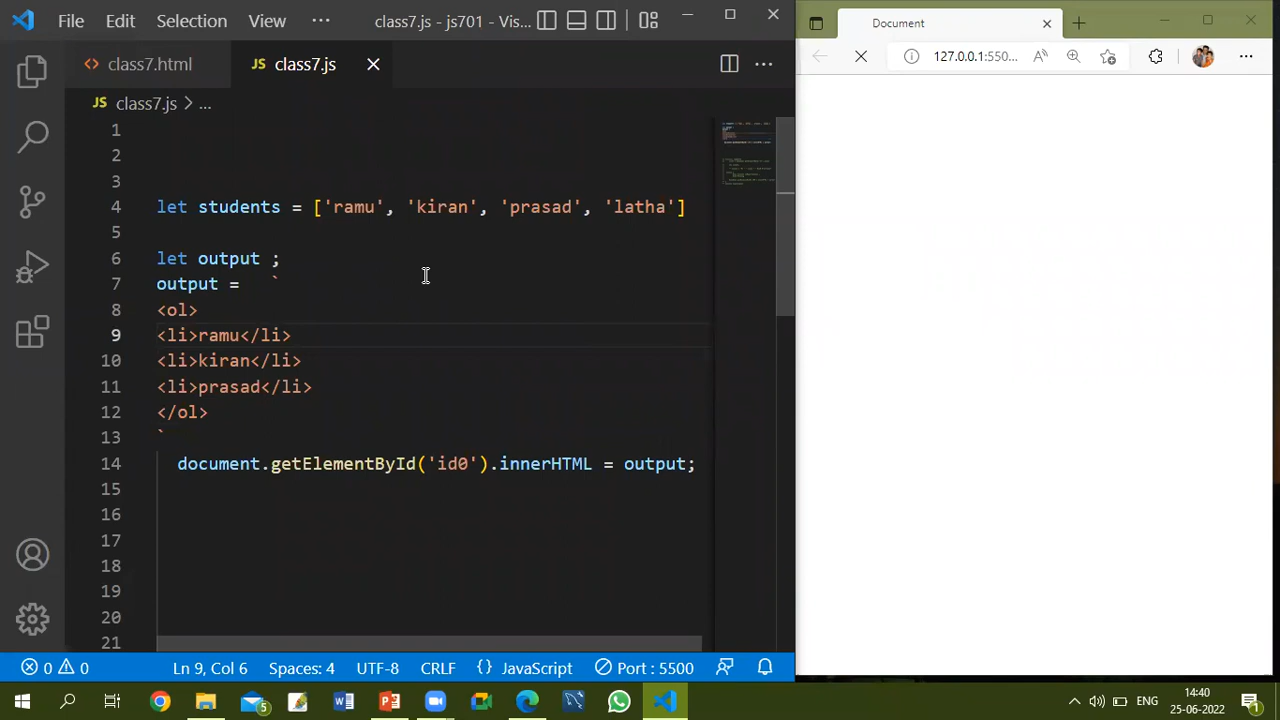 File Edit Selection View ··· class7.js - js701 - Vis...
class7.html class7.js
JS class7.js > ...
1
2
3
4 let students = ['ramu', 'kiran', 'prasad', 'latha']
5
6 let output ;
7 output =  `
8 <ol>
9 <li>ramu</li>
10 <li>kiran</li>
11 <li>prasad</li>
12 </ol>
13 `
14 document.getElementById('id0').innerHTML = output;
15
16
17
18
19
20
21
0 0 Ln 9, Col 6 Spaces: 4 UTF-8 CRLF {} JavaScript Port : 5500
Document
127.0.0.1:550...
5 ENG 14:40
25-06-2022 1